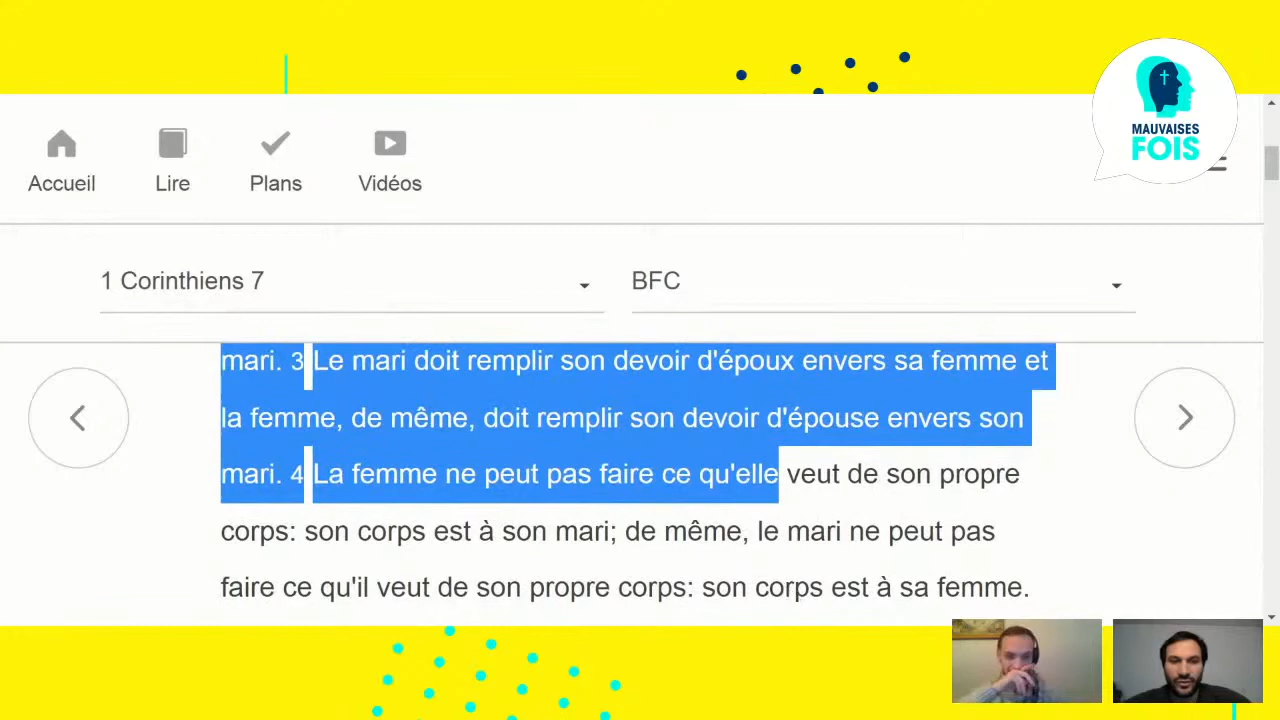 MAUVAISES
FOIS
Accueil
Lire
Plans
Vidéos
1 Corinthiens 7
BFC
mari. 3 Le mari doit remplir son devoir d'époux envers sa femme et
la femme, de même, doit remplir son devoir d'épouse envers son
mari. 4 La femme ne peut pas faire ce qu'elle veut de son propre
corps: son corps est à son mari; de même, le mari ne peut pas
faire ce qu'il veut de son propre corps: son corps est à sa femme.